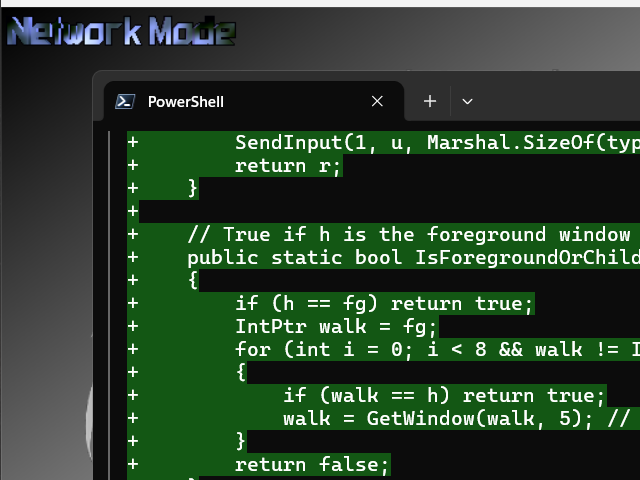 Network Mode
PowerShell
+         SendInput(1, u, Marshal.SizeOf(typ
+         return r;
+     }
+
+     // True if h is the foreground window
+     public static bool IsForegroundOrChild
+     {
+         if (h == fg) return true;
+         IntPtr walk = fg;
+         for (int i = 0; i < 8 && walk != I
+         {
+             if (walk == h) return true;
+             walk = GetWindow(walk, 5); //
+         }
+         return false;